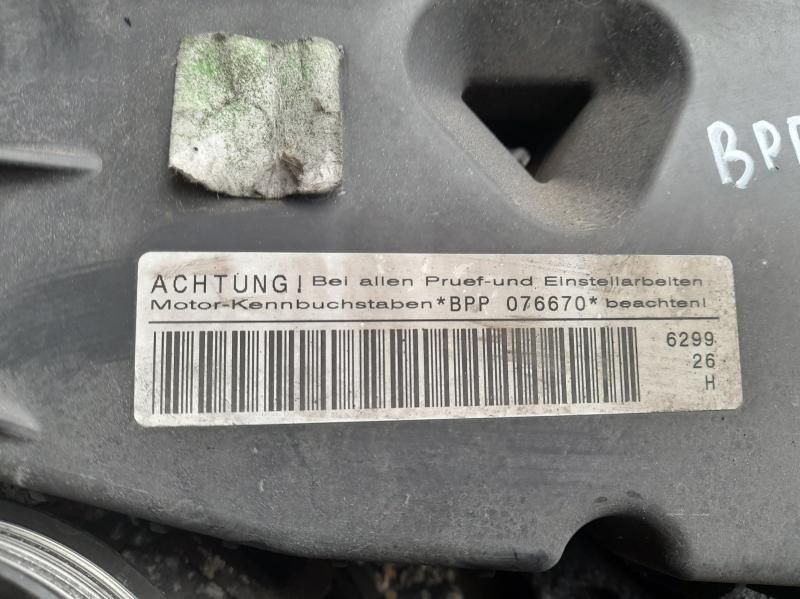 BPP
ACHTUNG! Bei allen Pruef-und Einstellarbeiten
Motor-Kennbuchstaben *BPP 076670* beachten!
6299
26
H